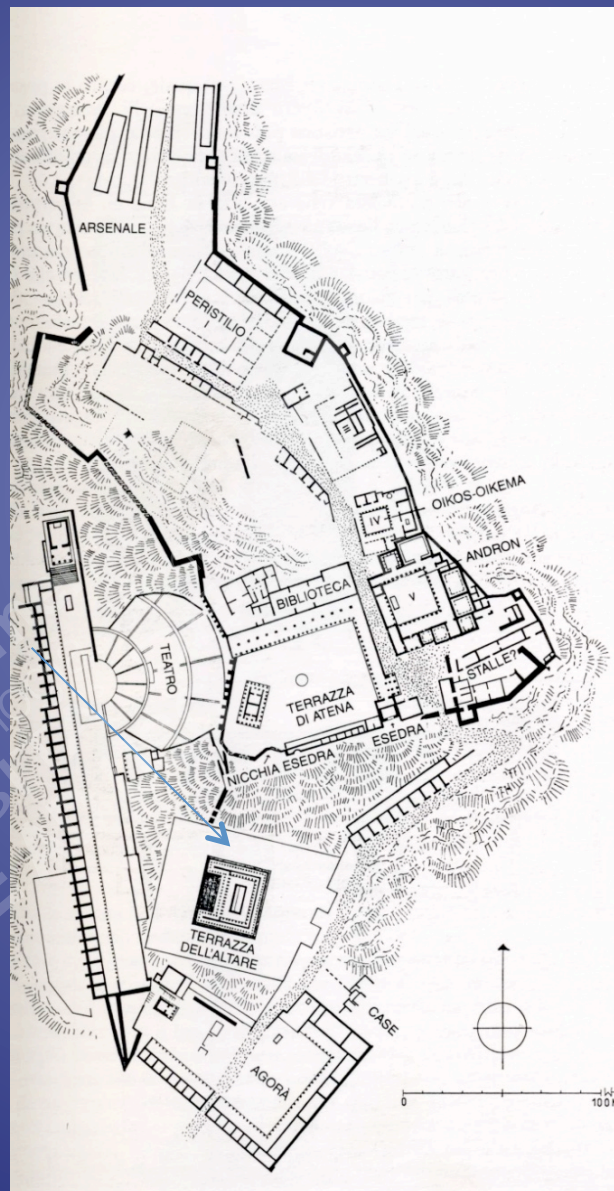 ARSENALE
PERISTILIO
I
OIKOS-OIKEMA
IV
ANDRON
BIBLIOTECA
V
TEATRO
STALLE?
TERRAZZA
DI ATENA
ESEDRA
NICCHIA ESEDRA
TERRAZZA
DELL'ALTARE
CASE
AGORÀ
0